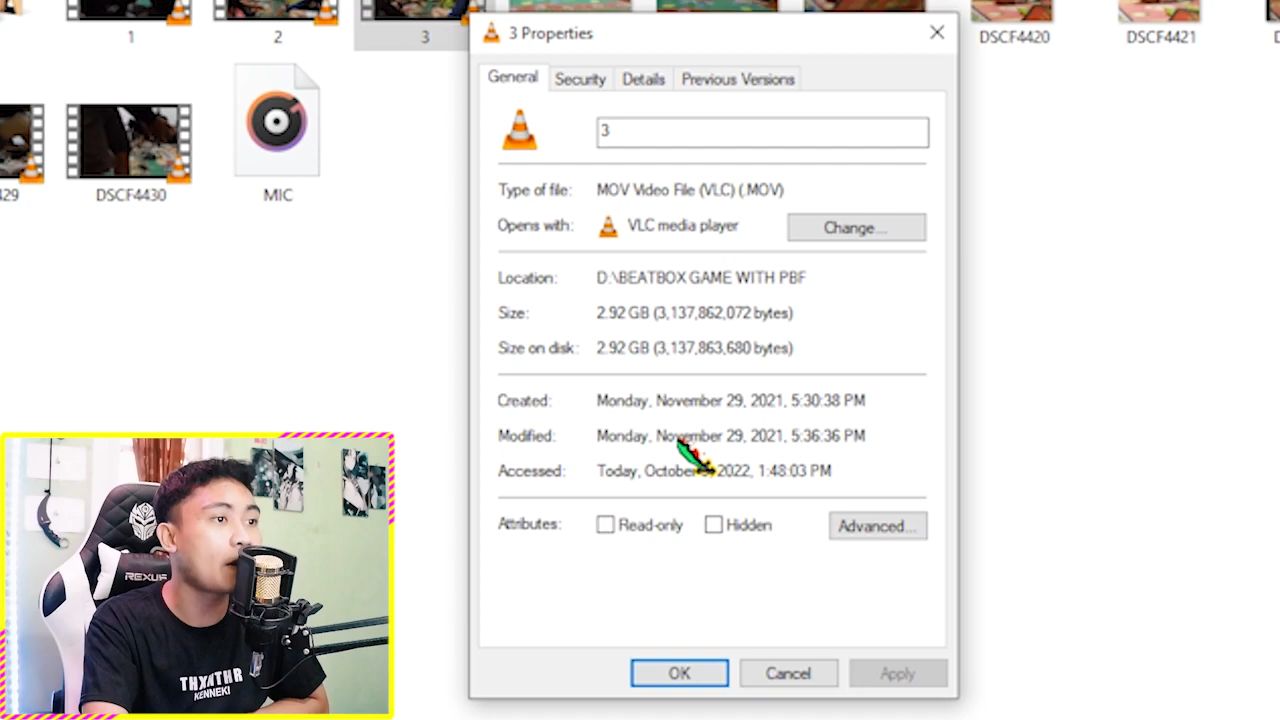 1
2
3
DSCF4420
DSCF4421
DSCF4430
MIC
3 Properties
General
Security
Details
Previous Versions
3
Type of file: MOV Video File (VLC) (.MOV)
Opens with: VLC media player
Change...
Location: D:\BEATBOX GAME WITH PBF
Size: 2.92 GB (3,137,862,072 bytes)
Size on disk: 2.92 GB (3,137,863,680 bytes)
Created: Monday, November 29, 2021, 5:30:38 PM
Modified: Monday, November 29, 2021, 5:36:36 PM
Accessed: Today, October 2022, 1:48:03 PM
Attributes: Read-only Hidden
Advanced...
OK
Cancel
Apply
REXUS
KENNEKI